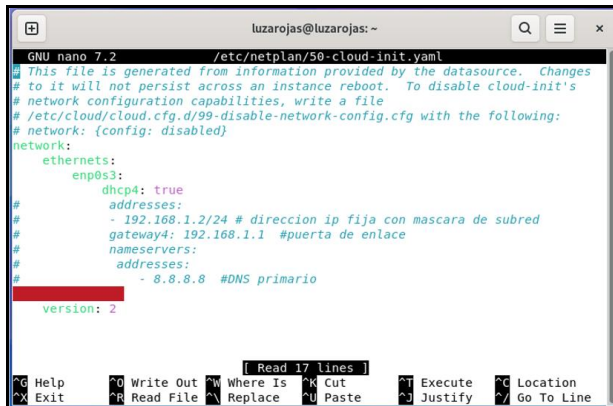 luzarojas@luzarojas: ~
GNU nano 7.2 /etc/netplan/50-cloud-init.yaml
# This file is generated from information provided by the datasource.  Changes
# to it will not persist across an instance reboot.  To disable cloud-init's
# network configuration capabilities, write a file
# /etc/cloud/cloud.cfg.d/99-disable-network-config.cfg with the following:
# network: {config: disabled}
network:
    ethernets:
        enp0s3:
            dhcp4: true
#            addresses:
#            - 192.168.1.2/24 # direccion ip fija con mascara de subred
#            gateway4: 192.168.1.1  #puerta de enlace
#            nameservers:
#             addresses:
#                - 8.8.8.8  #DNS primario
    version: 2
[ Read 17 lines ]
^G Help ^O Write Out ^W Where Is ^K Cut ^T Execute ^C Location
^X Exit ^R Read File ^\ Replace ^U Paste ^J Justify ^/ Go To Line